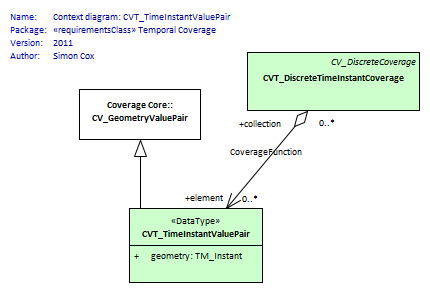 Name: Context diagram: CVT_TimeInstantValuePair
Package: «requirementsClass» Temporal Coverage
Version: 2011
Author: Simon Cox
CV_DiscreteCoverage
CVT_DiscreteTimeInstantCoverage
Coverage Core::
CV_GeometryValuePair
+collection 0..*
CoverageFunction
+element 0..*
«DataType»
CVT_TimeInstantValuePair
+ geometry: TM_Instant